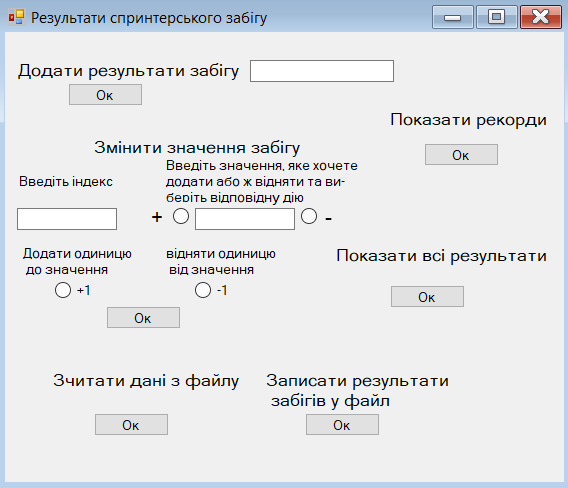 Результати спринтерського забігу
Додати результати забігу
Ок
Показати рекорди
Ок
Змінити значення забігу
Введіть індекс
Введіть значення, яке хочете
додати або ж відняти та ви-
беріть відповідну дію
+
-
Додати одиницю
до значення
відняти одиницю
від значення
+1
-1
Ок
Показати всі результати
Ок
Зчитати дані з файлу
Ок
Записати результати
забігів у файл
Ок